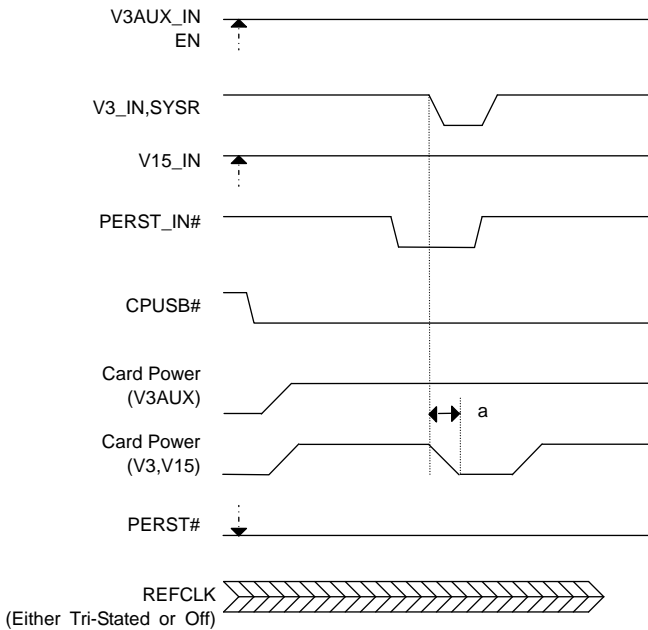 V3AUX_IN
EN
V3_IN,SYSR
V15_IN
PERST_IN#
CPUSB#
Card Power
(V3AUX)
a
Card Power
(V3,V15)
PERST#
REFCLK
(Either Tri-Stated or Off)